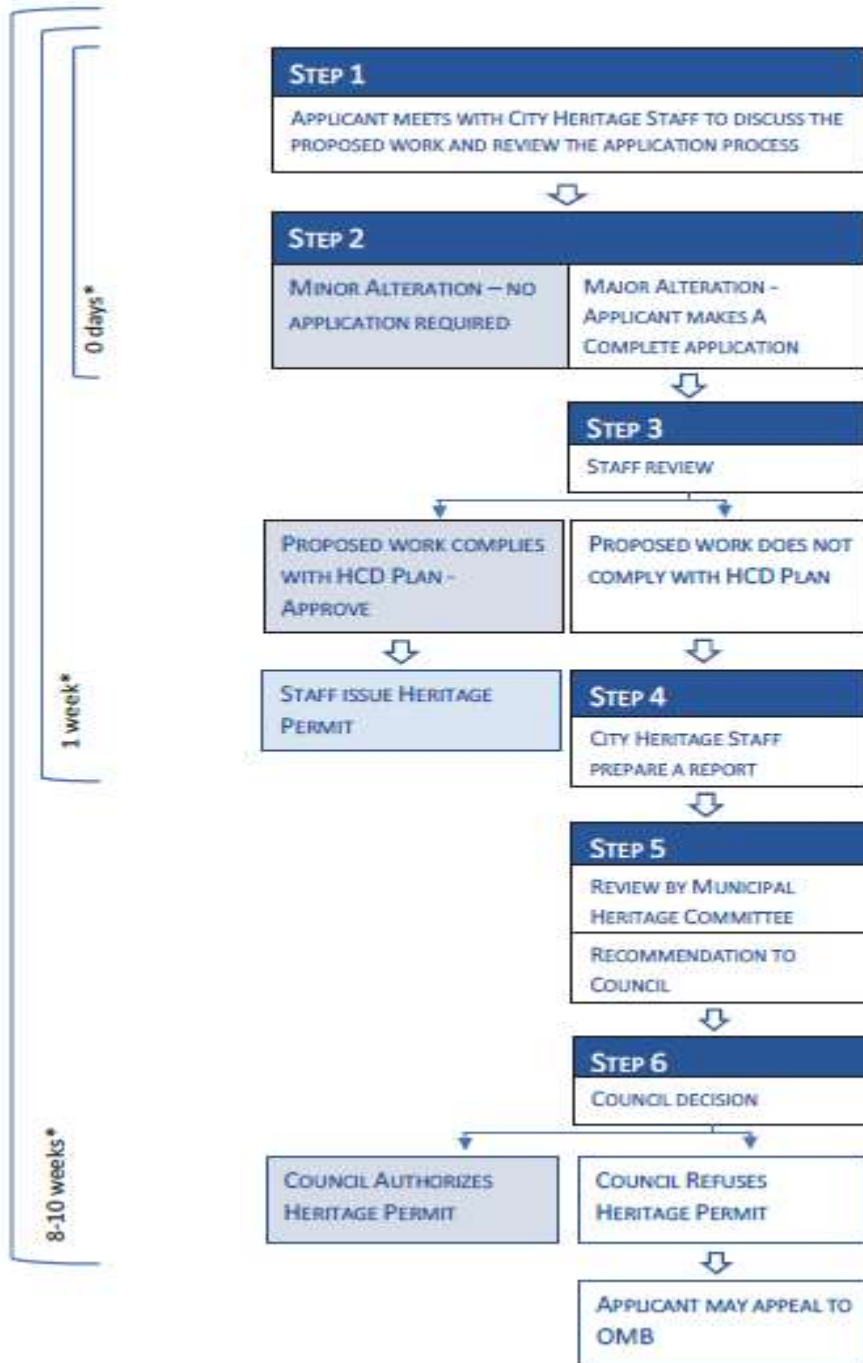 STEP 1
APPLICANT MEETS WITH CITY HERITAGE STAFF TO DISCUSS THE
PROPOSED WORK AND REVIEW THE APPLICATION PROCESS
STEP 2
MINOR ALTERATION – NO
APPLICATION REQUIRED
MAJOR ALTERATION -
APPLICANT MAKES A
COMPLETE APPLICATION
0 days*
STEP 3
STAFF REVIEW
PROPOSED WORK COMPLIES
WITH HCD PLAN -
APPROVE
PROPOSED WORK DOES NOT
COMPLY WITH HCD PLAN
STAFF ISSUE HERITAGE
PERMIT
1 week*
STEP 4
CITY HERITAGE STAFF
PREPARE A REPORT
STEP 5
REVIEW BY MUNICIPAL
HERITAGE COMMITTEE
RECOMMENDATION TO
COUNCIL
STEP 6
COUNCIL DECISION
COUNCIL AUTHORIZES
HERITAGE PERMIT
COUNCIL REFUSES
HERITAGE PERMIT
8-10 weeks*
APPLICANT MAY APPEAL TO
OMB